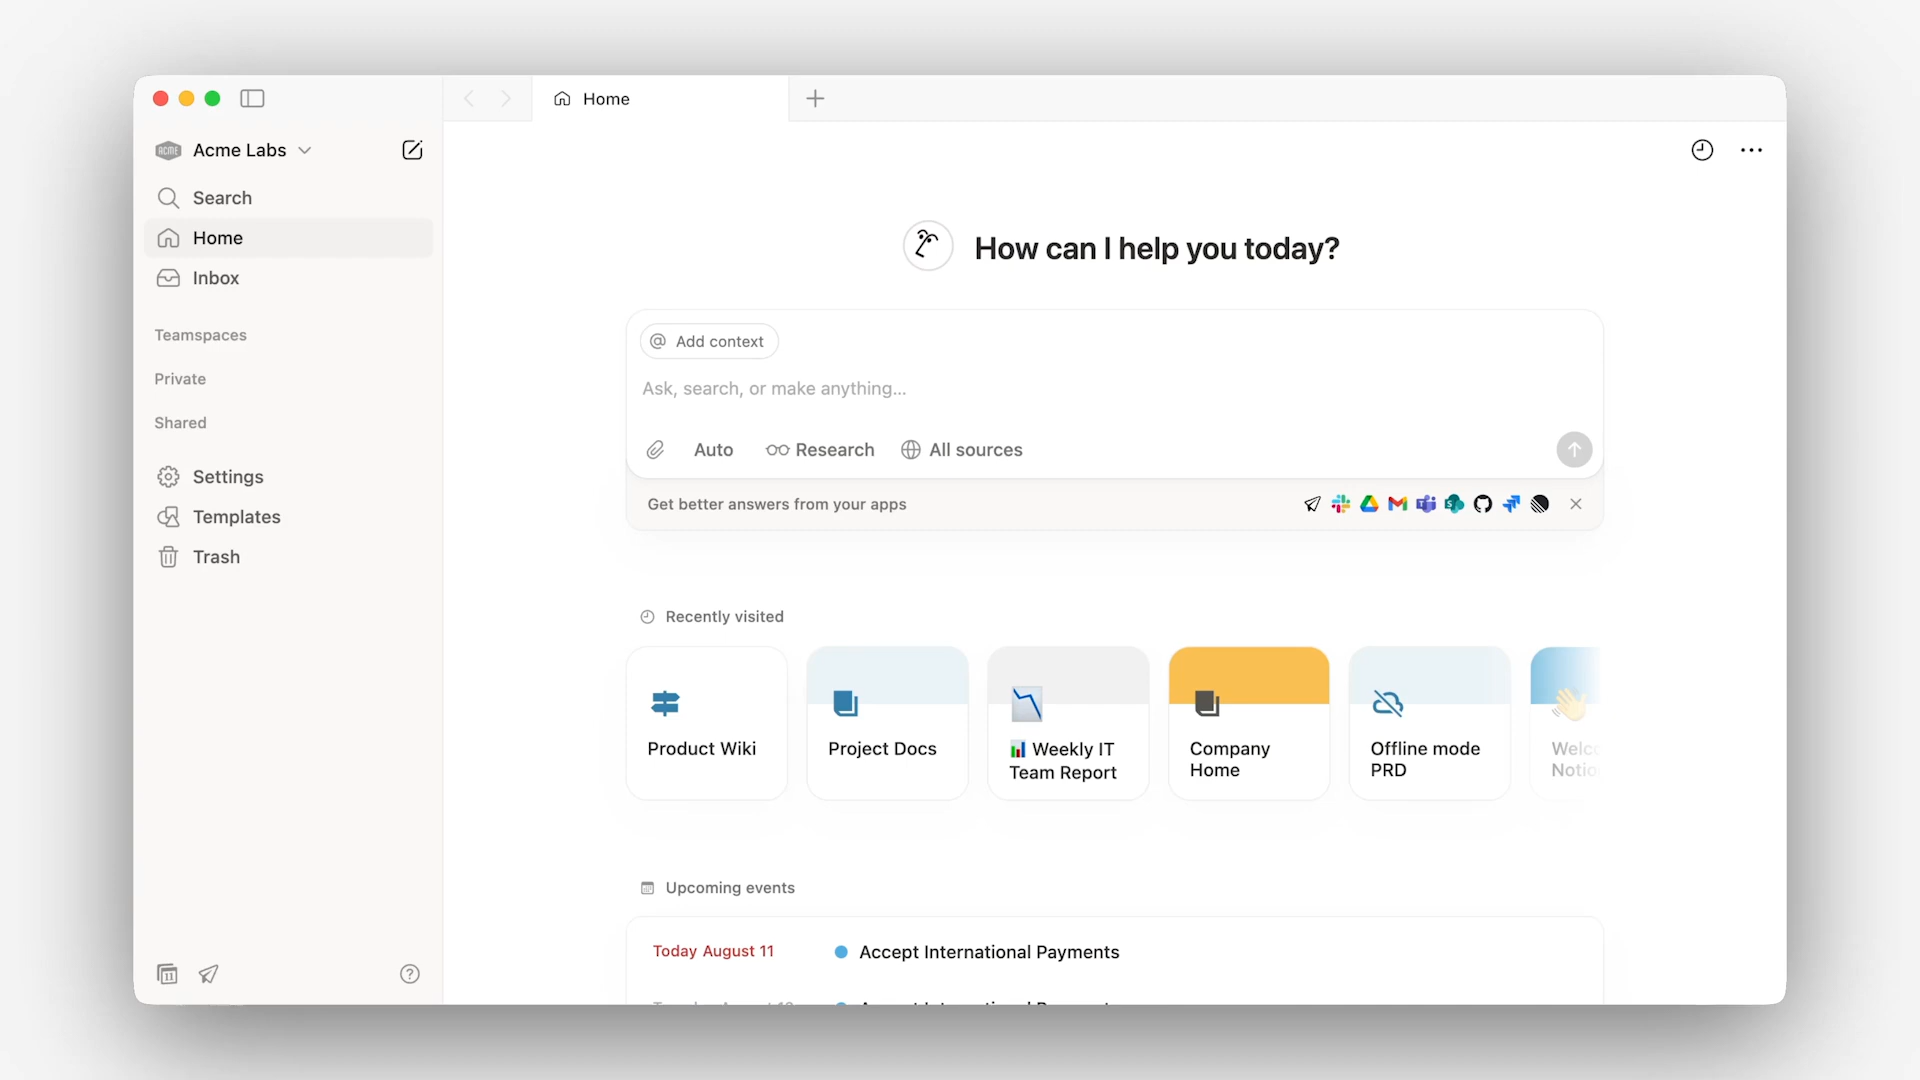 Home
ACME
Acme Labs
Search
Home
Inbox
Teamspaces
Private
Shared
Settings
Templates
Trash
11
How can I help you today?
@ Add context
Ask, search, or make anything...
Auto
Research
All sources
Get better answers from your apps
Recently visited
Product Wiki
Project Docs
Weekly IT
Team Report
Company
Home
Offline mode
PRD
Upcoming events
Today August 11
Accept International Payments